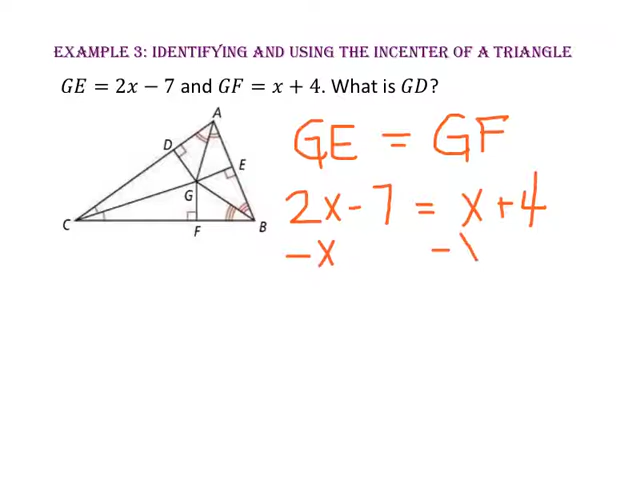 EXAMPLE 3: IDENTIFYING AND USING THE INCENTER OF A TRIANGLE
GE = 2x − 7 and GF = x + 4. What is GD?
A
D
E
G
C
F
B
GE = GF
2x - 7 = x + 4
-x -\